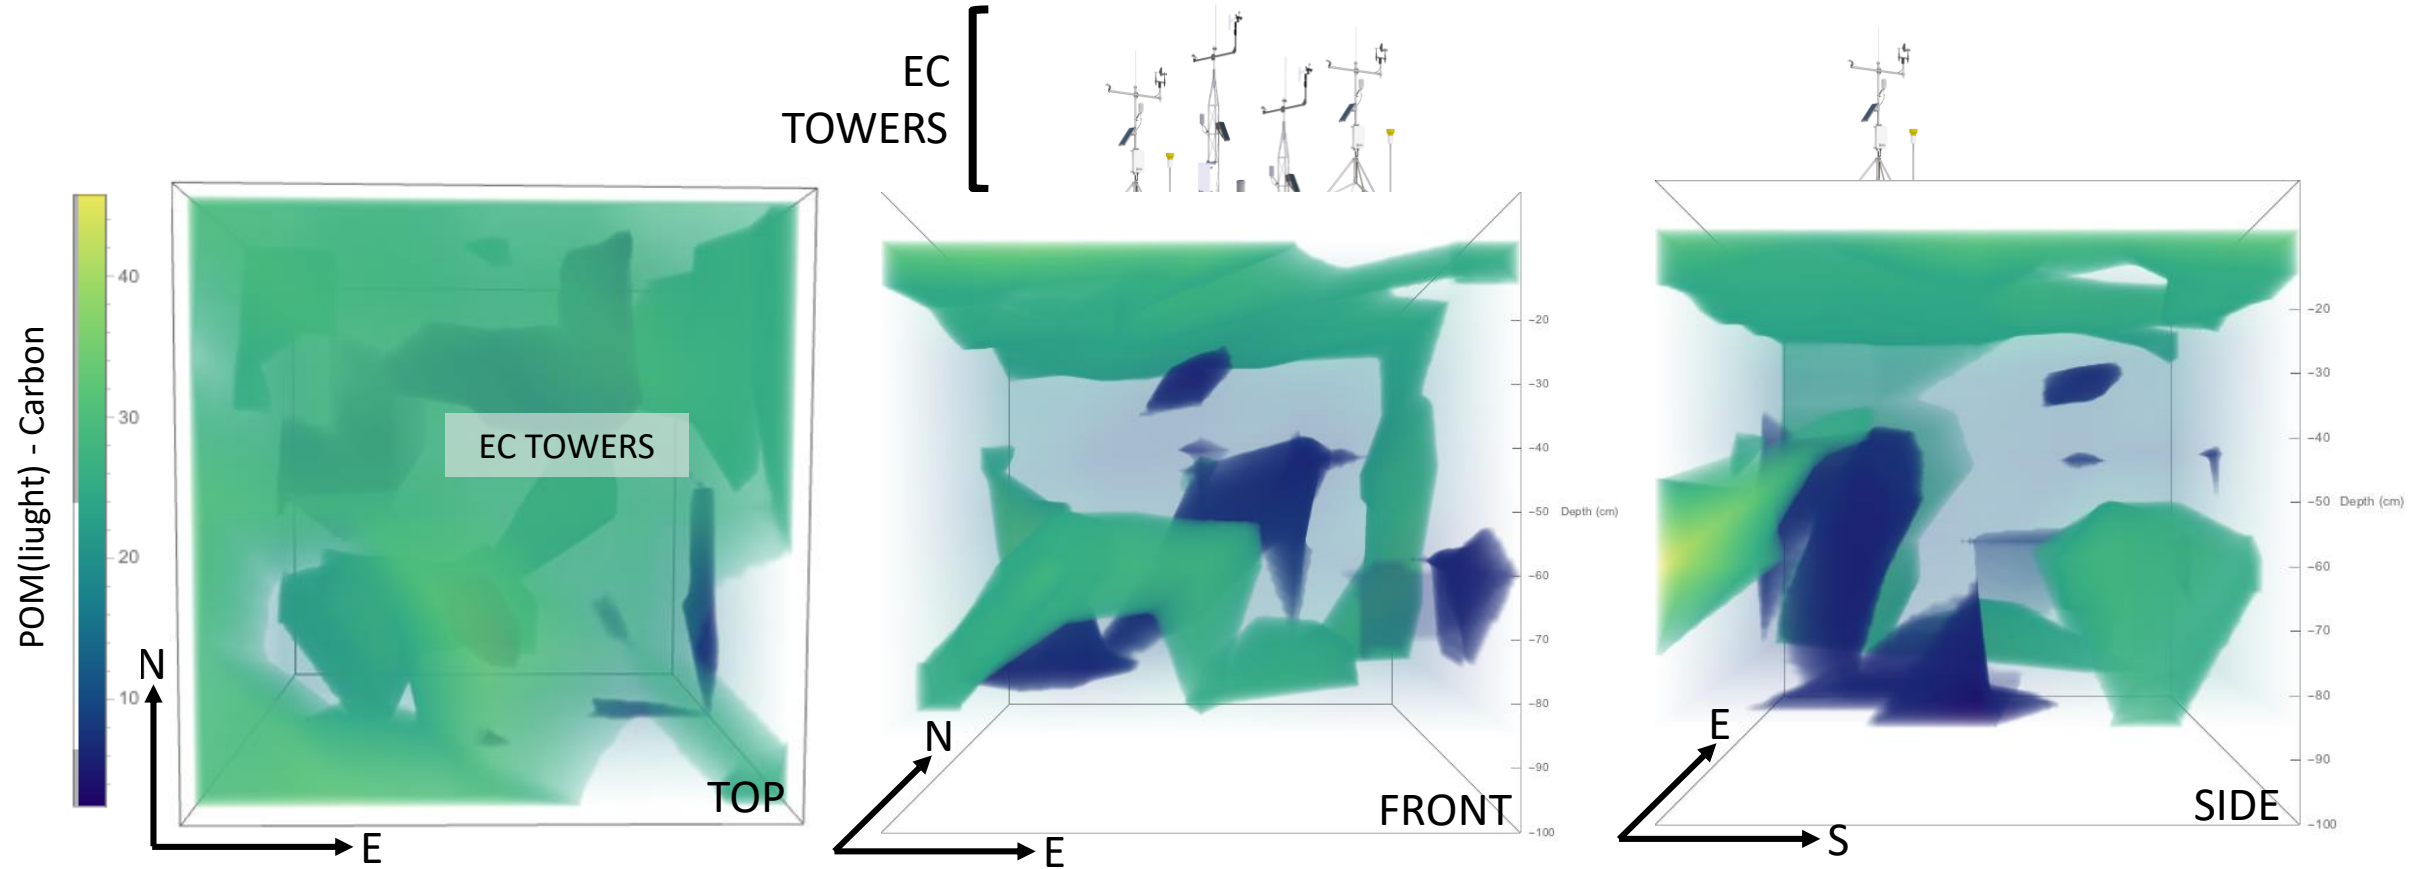 EC
TOWERS
POM(liught) - Carbon
40
30
20
10
EC TOWERS
N
E
TOP
-20
-30
-40
-50 Depth (cm)
-60
-70
-80
-90
-100
N
E
FRONT
-20
-30
-40
-50 Depth (cm)
-60
-70
-80
-90
-100
E
S
SIDE